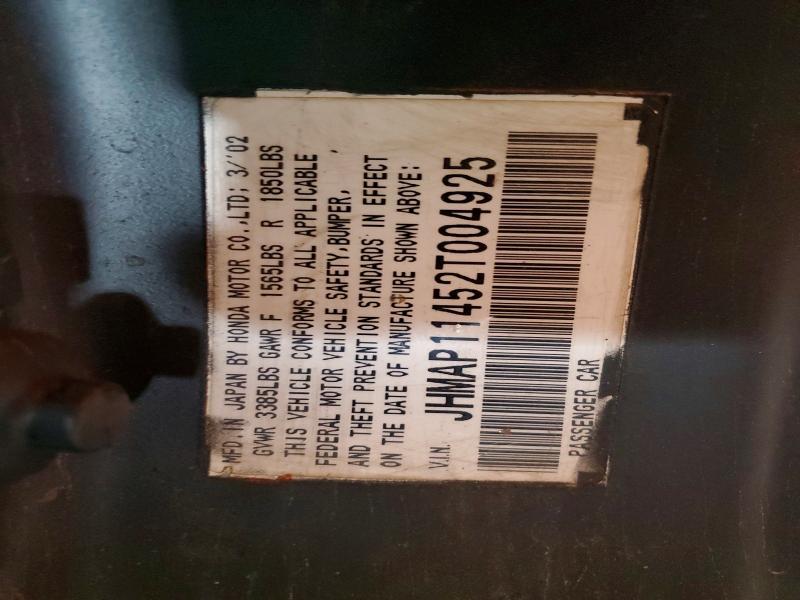 MFD. IN JAPAN BY HONDA MOTOR CO.,LTD; 3/'02
GVWR 3385LBS GAWR F 1565LBS R 1850LBS
THIS VEHICLE CONFORMS TO ALL APPLICABLE
FEDERAL MOTOR VEHICLE SAFETY,BUMPER,
AND THEFT PREVENTION STANDARDS IN EFFECT
ON THE DATE OF MANUFACTURE SHOWN ABOVE;
V.I.N. JHMAP11452T004925
PASSENGER CAR